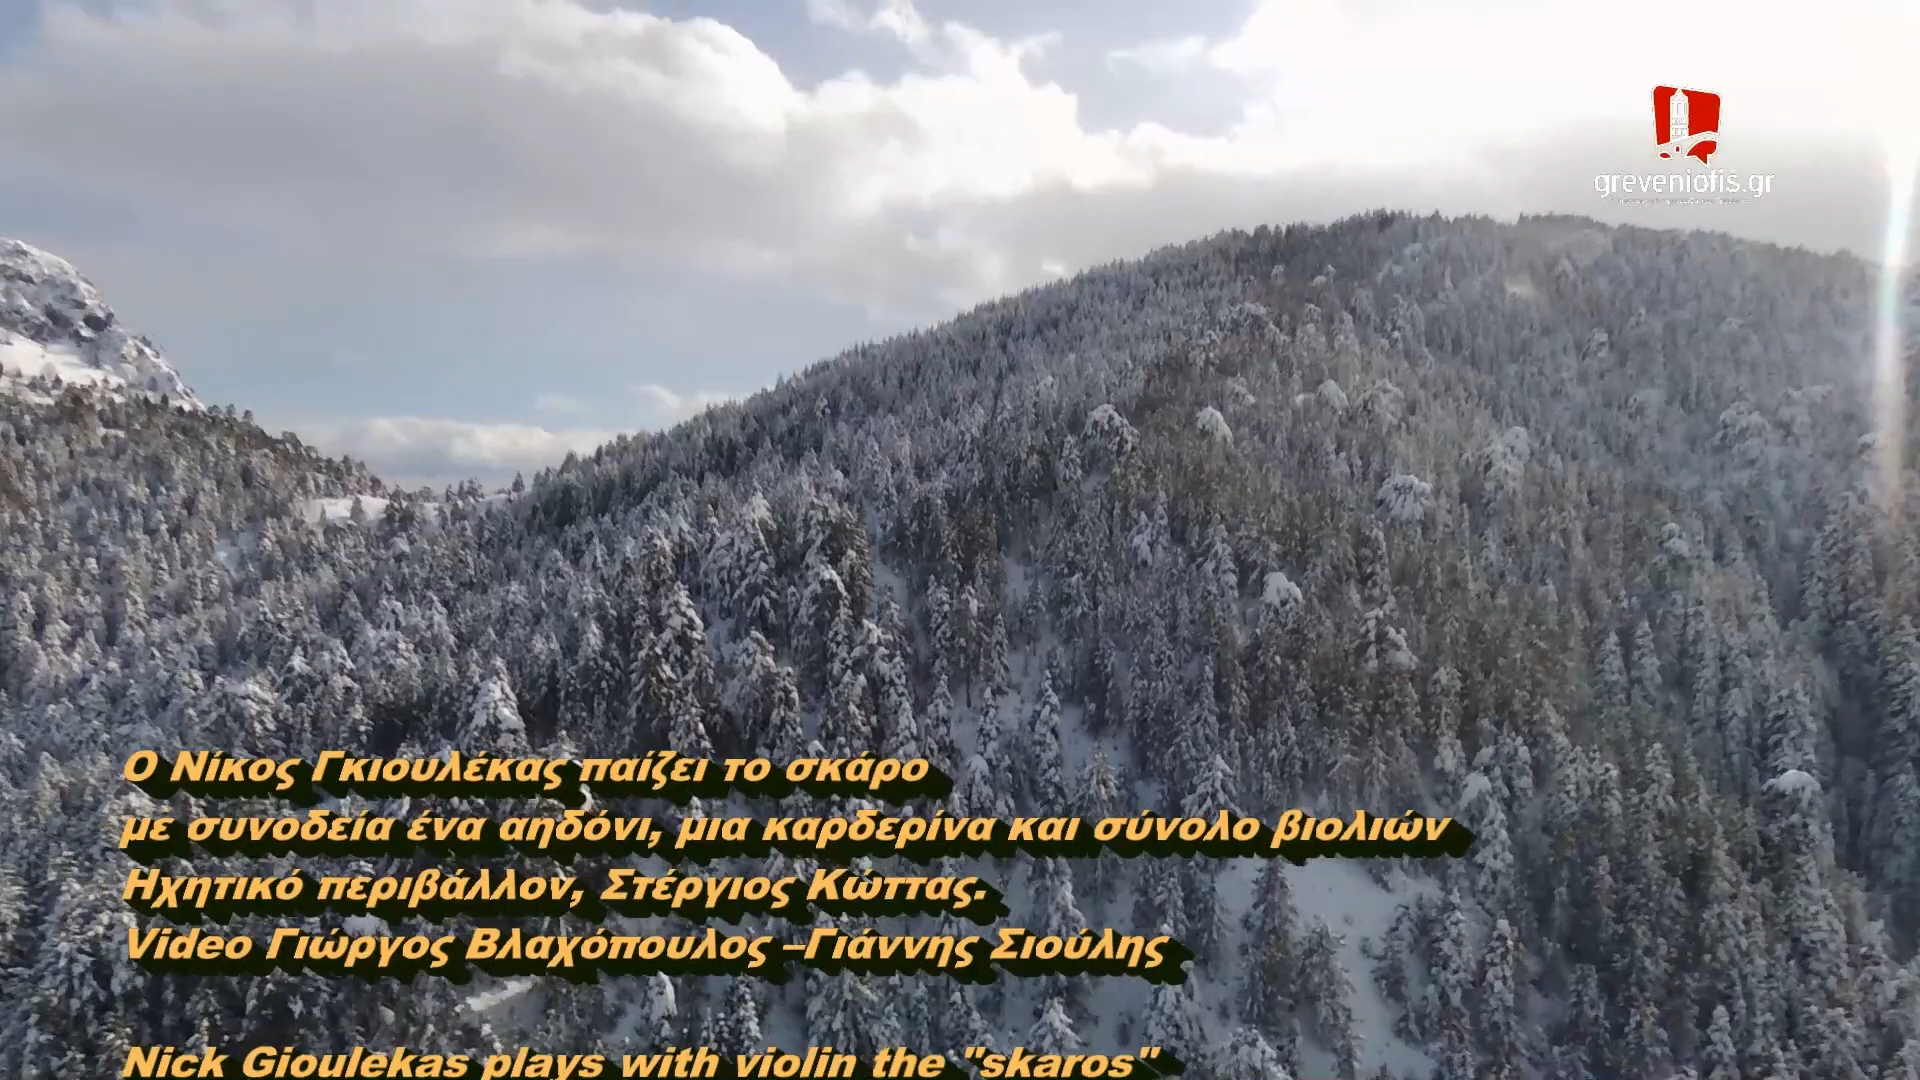 greveniotis.gr
Ο Νίκος Γκιουλέκας παίζει το σκάρο
με συνοδεία ένα αηδόνι, μια καρδερίνα και σύνολο βιολιών
Ηχητικό περιβάλλον, Στέργιος Κώττας.
Video Γιώργος Βλαχόπουλος –Γιάννης Σιούλης
Nick Gioulekas plays with violin the "skaros"